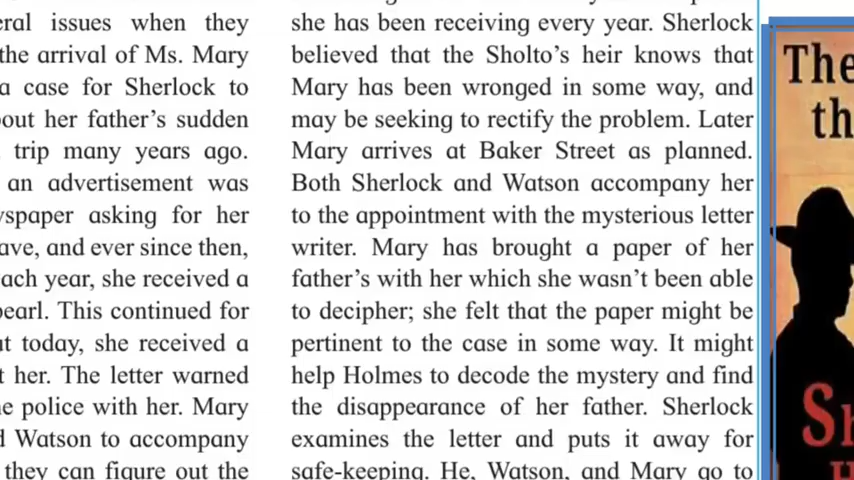 eral issues when they
the arrival of Ms. Mary
a case for Sherlock to
out her father's sudden
trip many years ago.
an advertisement was
vspaper asking for her
ave, and ever since then,
ach year, she received a
pearl. This continued for
at today, she received a
t her. The letter warned
e police with her. Mary
d Watson to accompany
they can figure out the
she has been receiving every year. Sherlock
believed that the Sholto's heir knows that
Mary has been wronged in some way, and
may be seeking to rectify the problem. Later
Mary arrives at Baker Street as planned.
Both Sherlock and Watson accompany her
to the appointment with the mysterious letter
writer. Mary has brought a paper of her
father's with her which she wasn't been able
to decipher; she felt that the paper might be
pertinent to the case in some way. It might
help Holmes to decode the mystery and find
the disappearance of her father. Sherlock
examines the letter and puts it away for
safe-keeping. He, Watson, and Mary go to
The
th
Sh
H